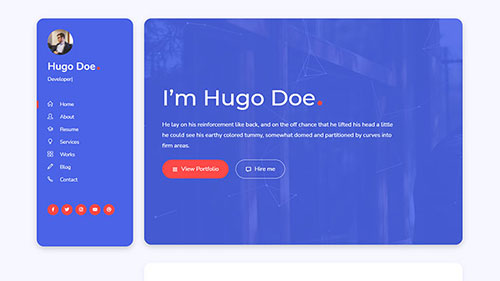 Hugo Doe.
Developer|
Home
About
Resume
Services
Works
Blog
Contact
I'm Hugo Doe.
He lay on his reinforcement like back, and on the off chance that he lifted his head a little
he could see his earthy colored tummy, somewhat domed and partitioned by curves into
firm areas.
View Portfolio
Hire me